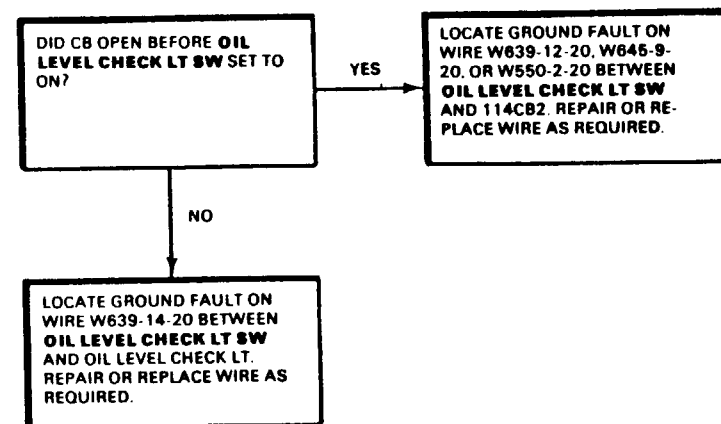 DID CB OPEN BEFORE OIL
LEVEL CHECK LT SW SET TO
ON?
YES
LOCATE GROUND FAULT ON
WIRE W639-12-20, W645-9-
20, OR W550-2-20 BETWEEN
OIL LEVEL CHECK LT SW
AND 114CB2. REPAIR OR RE-
PLACE WIRE AS REQUIRED.
NO
LOCATE GROUND FAULT ON
WIRE W639-14-20 BETWEEN
OIL LEVEL CHECK LT SW
AND OIL LEVEL CHECK LT.
REPAIR OR REPLACE WIRE AS
REQUIRED.